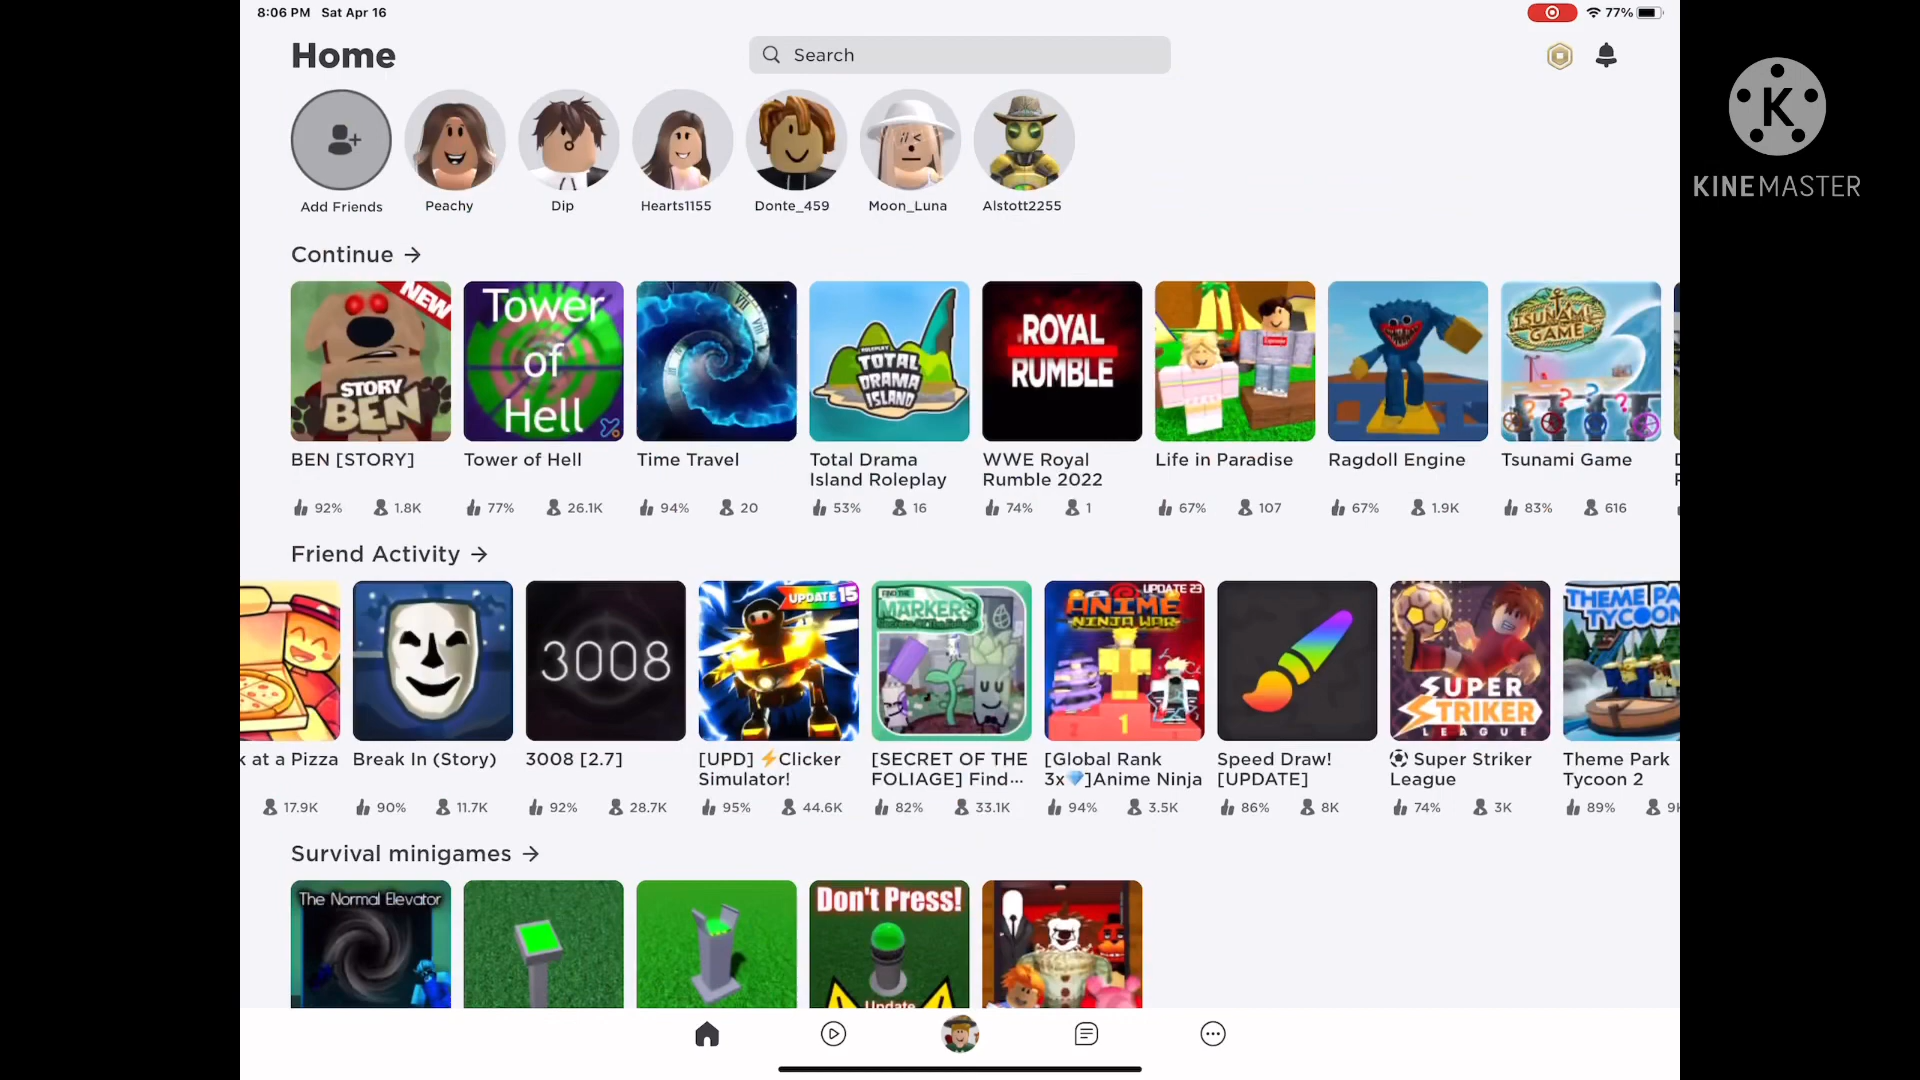 8:06 PM Sat Apr 16
77%
Home
Search
KINEMASTER
Add Friends
Peachy
Dip
Hearts1155
Donte_459
Moon_Luna
Alstott2255
Continue →
NEW
STORY
BEN
Tower
of
Hell
ROLEPLAY
TOTAL
DRAMA
ISLAND
ROYAL
RUMBLE
TSUNAMI
GAME
BEN [STORY]
92% 1.8K
Tower of Hell
77% 26.1K
Time Travel
94% 20
Total Drama
Island Roleplay
53% 16
WWE Royal
Rumble 2022
74% 1
Life in Paradise
67% 107
Ragdoll Engine
67% 1.9K
Tsunami Game
83% 616
Friend Activity →
3008
UPDATE 15
FIND THE
MARKERS
UPDATE 23
ANIME
NINJA WAR
1
SUPER
STRIKER
LEAGUE
THEME PA
TYCOON
k at a Pizza
17.9K
Break In (Story)
90% 11.7K
3008 [2.7]
92% 28.7K
[UPD] ⚡Clicker
Simulator!
95% 44.6K
[SECRET OF THE
FOLIAGE] Find...
82% 33.1K
[Global Rank
3x💎]Anime Ninja
94% 3.5K
Speed Draw!
[UPDATE]
86% 8K
⚽ Super Striker
League
74% 3K
Theme Park
Tycoon 2
89% 9K
Survival minigames →
The Normal Elevator
Don't Press!
Update